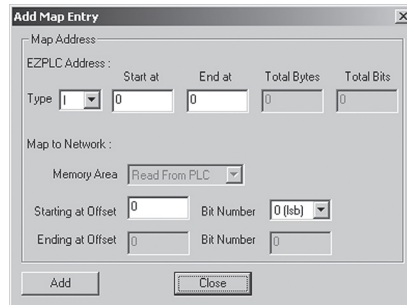 Add Map Entry
Map Address
EZPLC Address :
Start at End at Total Bytes Total Bits
Type I 0 0 0 0
Map to Network :
Memory Area Read From PLC
Starting at Offset 0 Bit Number 0 (lsb)
Ending at Offset 0 Bit Number 0
Add Close